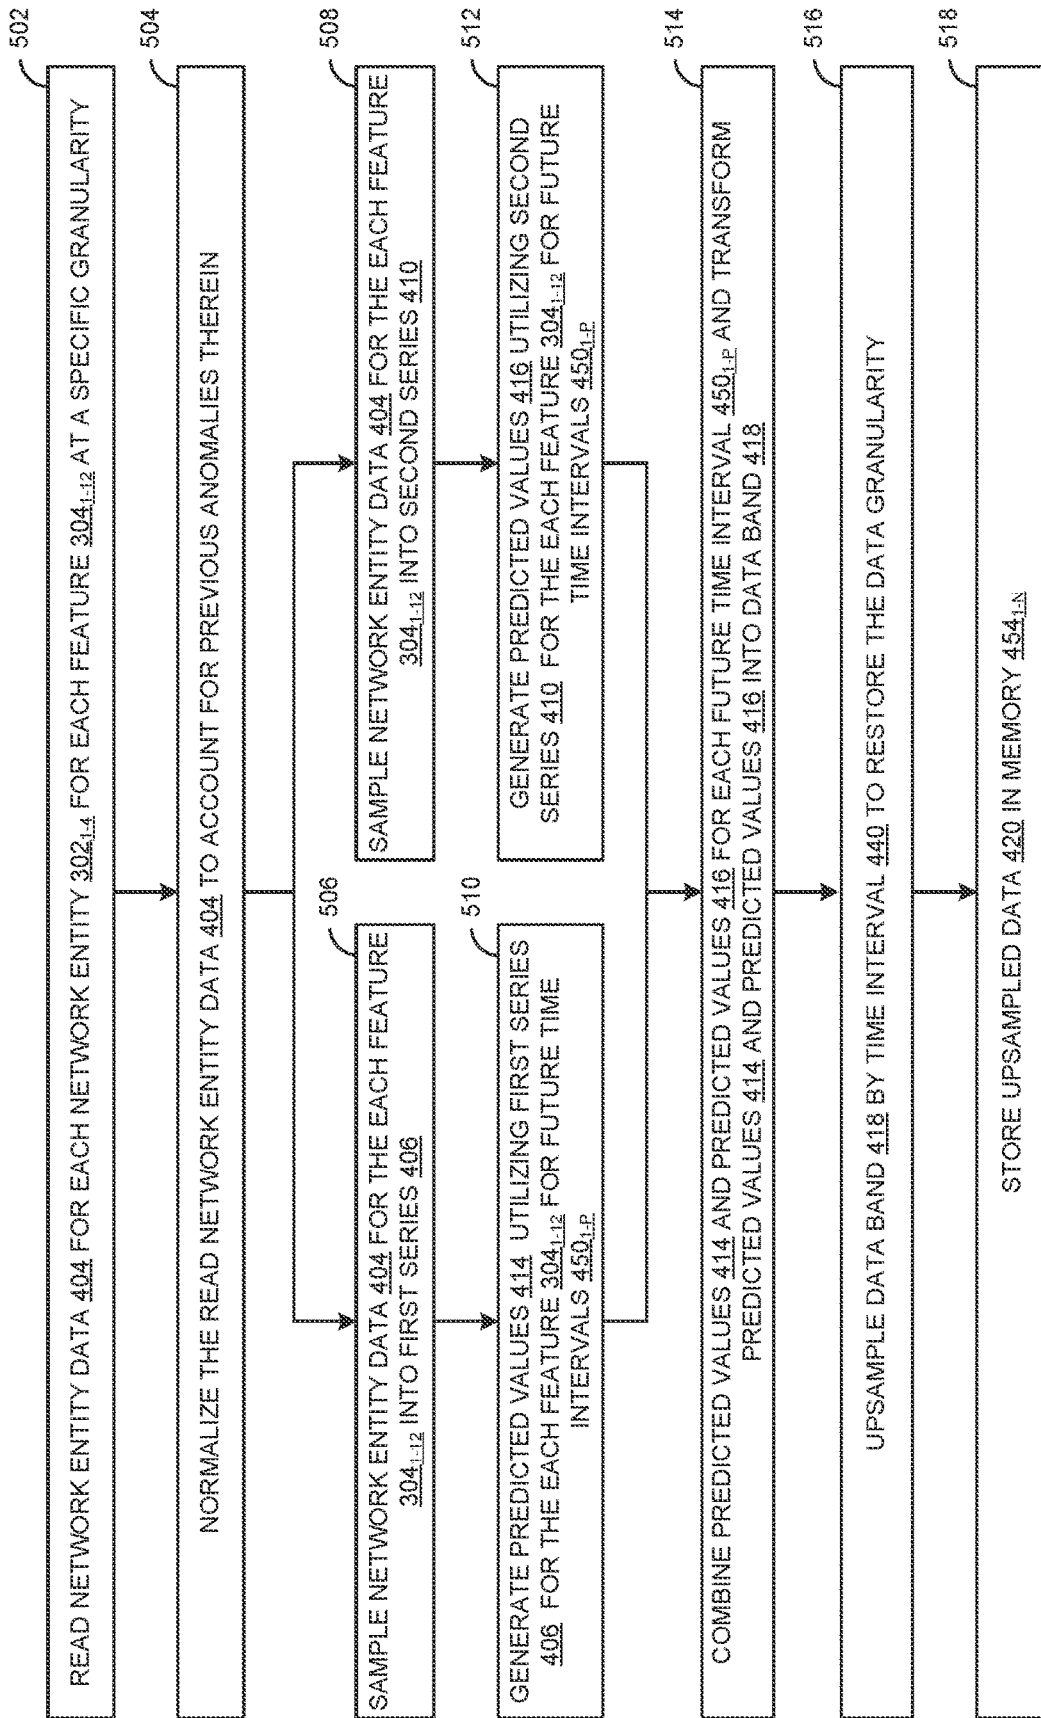 502
READ NETWORK ENTITY DATA 404 FOR EACH NETWORK ENTITY 302₁₋₄ FOR EACH FEATURE 304₁₋₁₂ AT A SPECIFIC GRANULARITY
504
NORMALIZE THE READ NETWORK ENTITY DATA 404 TO ACCOUNT FOR PREVIOUS ANOMALIES THEREIN
506
SAMPLE NETWORK ENTITY DATA 404 FOR THE EACH FEATURE
304₁₋₁₂ INTO FIRST SERIES 406
508
SAMPLE NETWORK ENTITY DATA 404 FOR THE EACH FEATURE
304₁₋₁₂ INTO SECOND SERIES 410
510
GENERATE PREDICTED VALUES 414 UTILIZING FIRST SERIES
406 FOR THE EACH FEATURE 304₁₋₁₂ FOR FUTURE TIME
INTERVALS 450₁₋P
512
GENERATE PREDICTED VALUES 416 UTILIZING SECOND
SERIES 410 FOR THE EACH FEATURE 304₁₋₁₂ FOR FUTURE
TIME INTERVALS 450₁₋P
514
COMBINE PREDICTED VALUES 414 AND PREDICTED VALUES 416 FOR EACH FUTURE TIME INTERVAL 450₁₋P AND TRANSFORM
PREDICTED VALUES 414 AND PREDICTED VALUES 416 INTO DATA BAND 418
516
UPSAMPLE DATA BAND 418 BY TIME INTERVAL 440 TO RESTORE THE DATA GRANULARITY
518
STORE UPSAMPLED DATA 420 IN MEMORY 454₁₋N